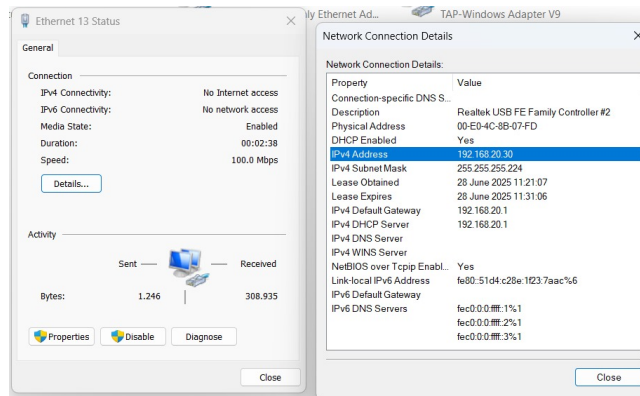 nly Ethernet Ad...
TAP-Windows Adapter V9
Ethernet 13 Status
General
Connection
IPv4 Connectivity: No Internet access
IPv6 Connectivity: No network access
Media State: Enabled
Duration: 00:02:38
Speed: 100.0 Mbps
Details...
Activity
Sent — — Received
Bytes: 1.246 308.935
Properties Disable Diagnose
Close
Network Connection Details
Network Connection Details:
Property Value
Connection-specific DNS S...
Description Realtek USB FE Family Controller #2
Physical Address 00-E0-4C-8B-07-FD
DHCP Enabled Yes
IPv4 Address 192.168.20.30
IPv4 Subnet Mask 255.255.255.224
Lease Obtained 28 June 2025 11:21:07
Lease Expires 28 June 2025 11:31:06
IPv4 Default Gateway 192.168.20.1
IPv4 DHCP Server 192.168.20.1
IPv4 DNS Server
IPv4 WINS Server
NetBIOS over Tcpip Enabl... Yes
Link-local IPv6 Address fe80::51d4:c28e:1f23:7aac%6
IPv6 Default Gateway
IPv6 DNS Servers fec0:0:0:ffff::1%1
fec0:0:0:ffff::2%1
fec0:0:0:ffff::3%1
Close